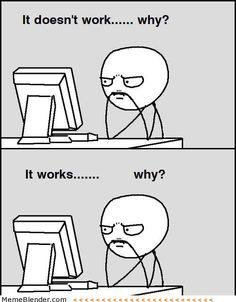 It doesn't work...... why?
It works....... why?
MemeBlender.com